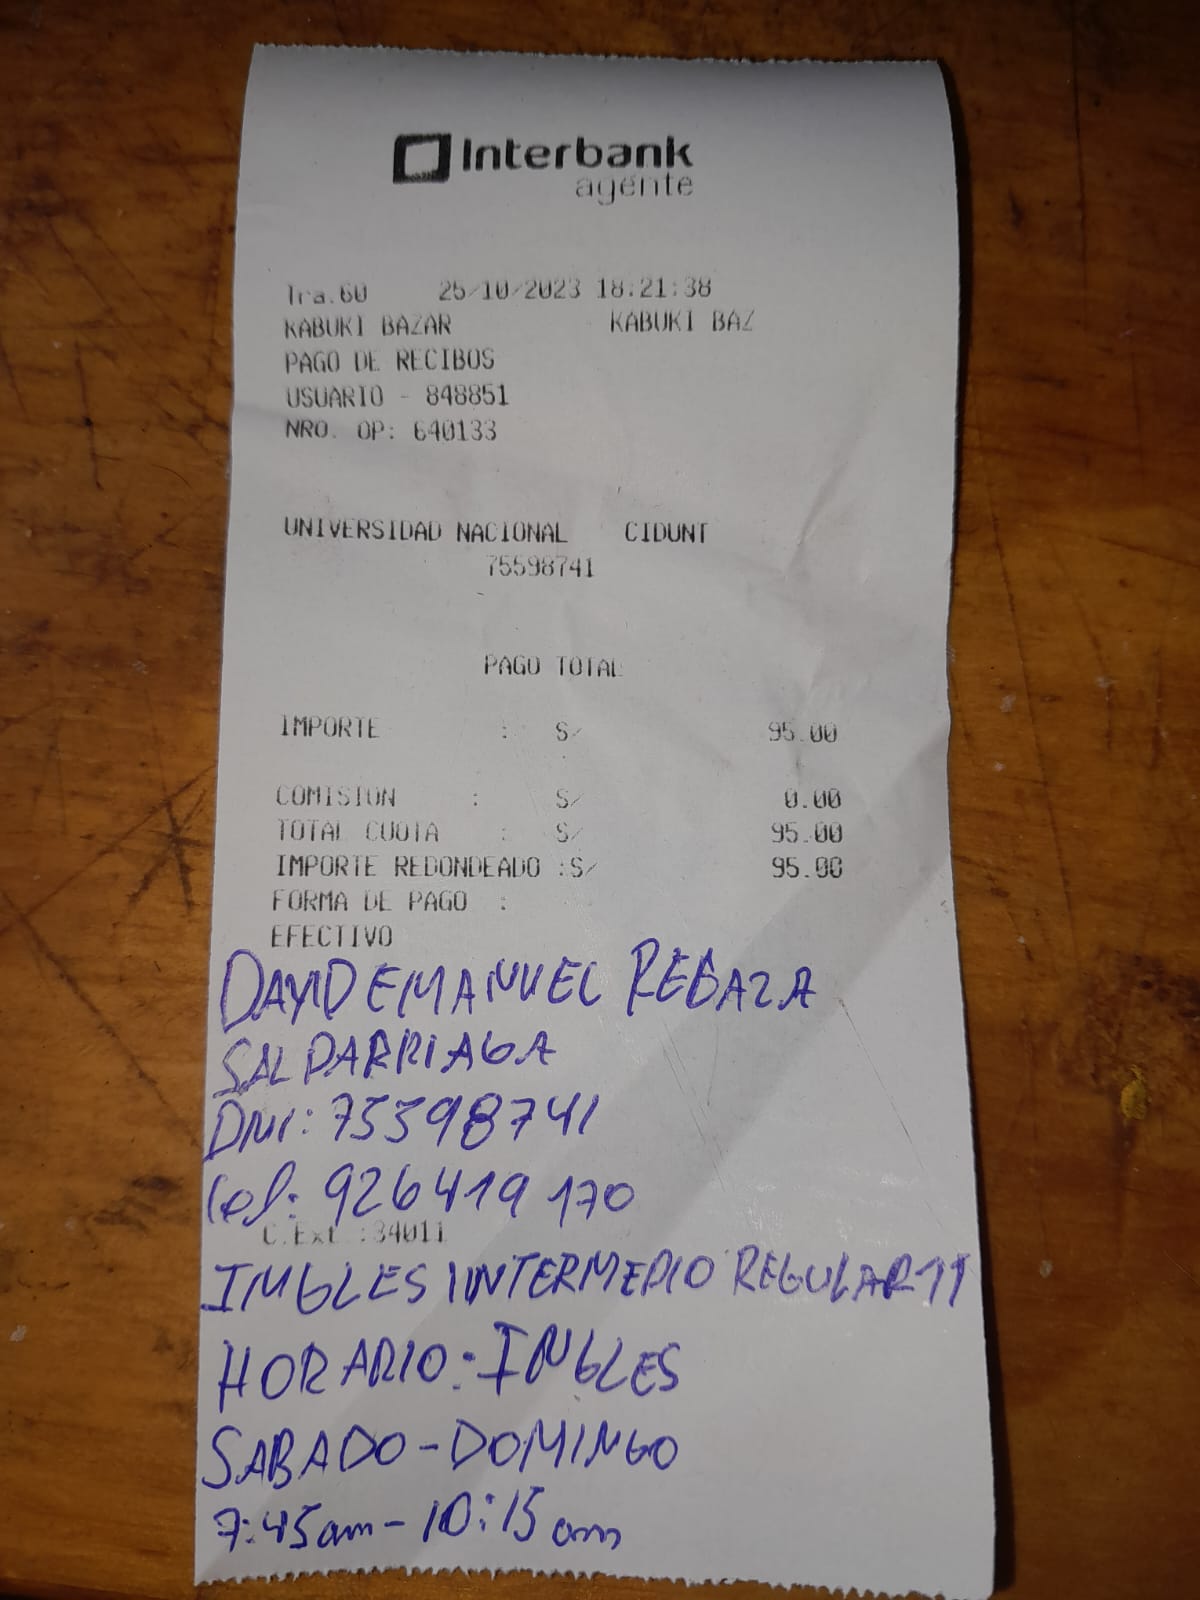 Interbank
agente
Tra.60 25/10/2023 18:21:38
KABUKI BAZAR KABUKI BAZ
PAGO DE RECIBOS
USUARIO - 848851
NRO. OP: 640133
UNIVERSIDAD NACIONAL CIDUNT
75598741
PAGO TOTAL
IMPORTE : S/ 95.00
COMISION : S/ 0.00
TOTAL CUOTA : S/ 95.00
IMPORTE REDONDEADO :S/ 95.00
FORMA DE PAGO :
EFECTIVO
DAVID EMANUEL REBAZA
SALDARRIAGA
DNI: 75598741
Cel: 926419170
C.Ext :34011
INGLES INTERMEDIO REGULAR 11
HORARIO: INGLES
SABADO-DOMINGO
7:45am-10:15am